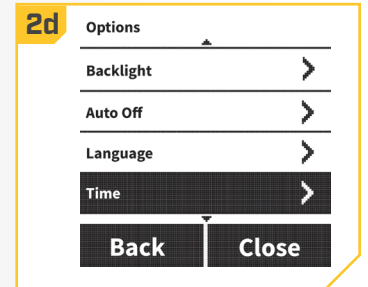 2d
Options
Backlight
Auto Off
Language
Time
Back Close